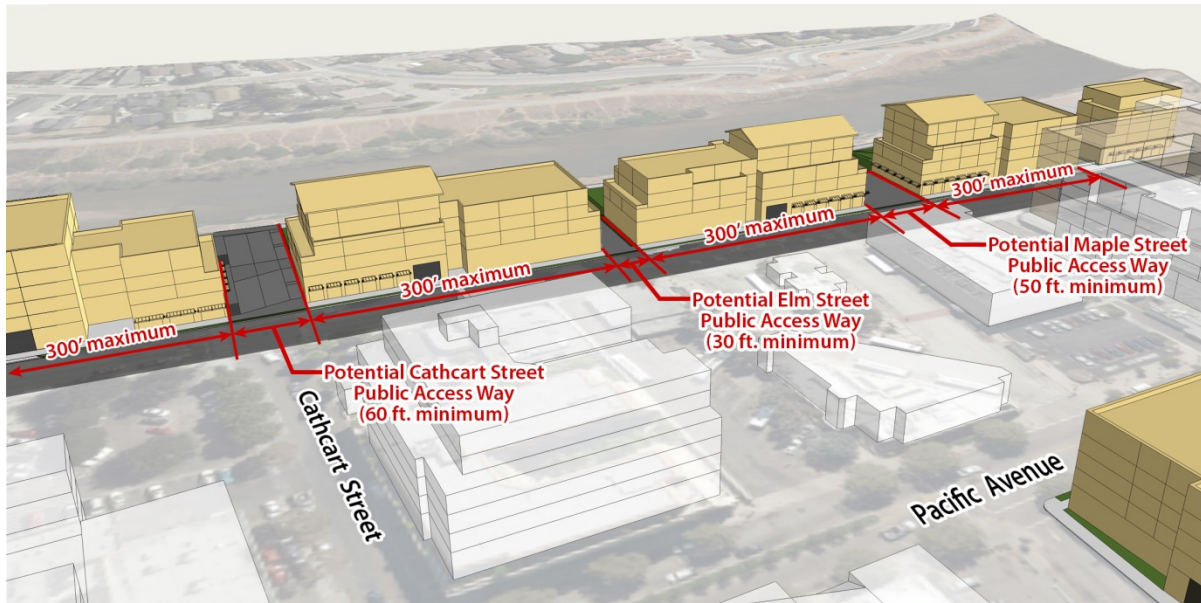 300' maximum
Potential Cathcart Street
Public Access Way
(60 ft. minimum)
300' maximum
Potential Elm Street
Public Access Way
(30 ft. minimum)
300' maximum
Potential Maple Street
Public Access Way
(50 ft. minimum)
300' maximum
Cathcart Street
Pacific Avenue